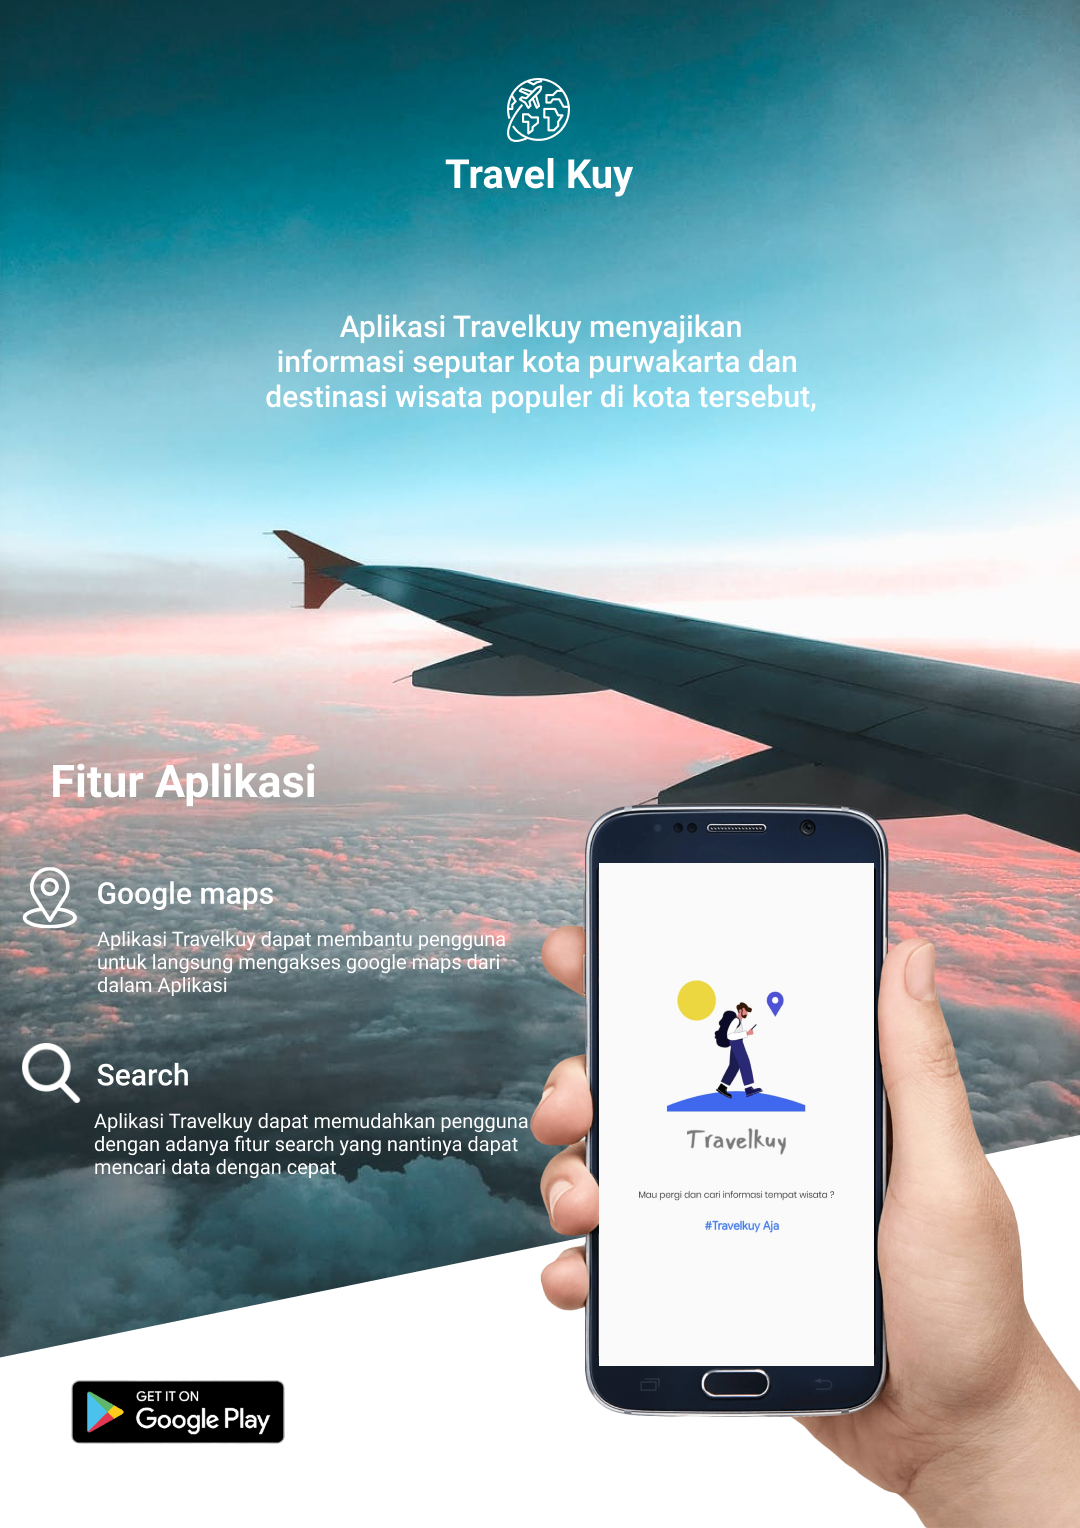 Travel Kuy
Aplikasi Travelkuy menyajikan
informasi seputar kota purwakarta dan
destinasi wisata populer di kota tersebut,
Fitur Aplikasi
Google maps
Aplikasi Travelkuy dapat membantu pengguna
untuk langsung mengakses google maps dari
dalam Aplikasi
Search
Aplikasi Travelkuy dapat memudahkan pengguna
dengan adanya fitur search yang nantinya dapat
mencari data dengan cepat
Travelkuy
Mau pergi dan cari informasi tempat wisata ?
#Travelkuy Aja
GET IT ON
Google Play